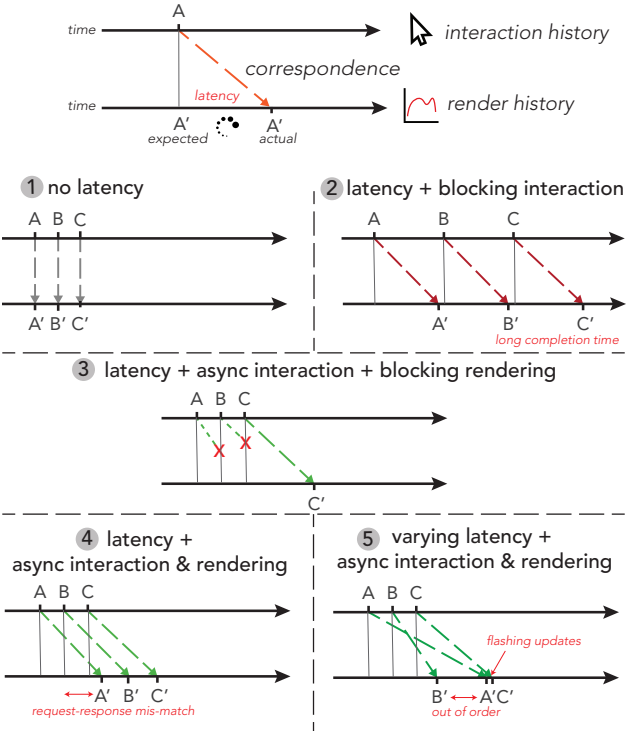 A
time
interaction history
correspondence
latency
time
render history
A' A'
expected actual
1 no latency
A B C
A' B' C'
2 latency + blocking interaction
A B C
A' B' C'
long completion time
3 latency + async interaction + blocking rendering
A B C
X X
C'
4 latency +
async interaction & rendering
A B C
A' B' C'
request-response mis-match
5 varying latency +
async interaction & rendering
A B C
flashing updates
B' A'C'
out of order